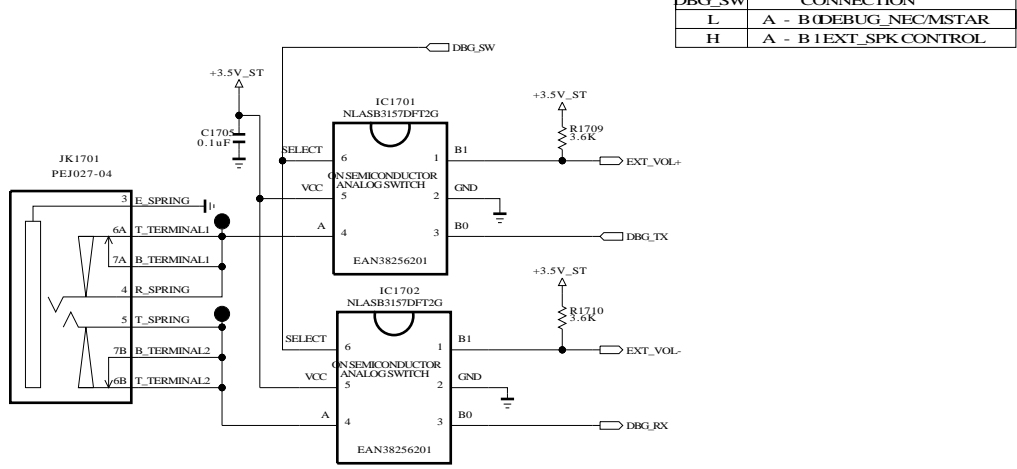 DBG_SW CONNECTION
L A - B0DEBUG_NEC/MSTAR
H A - B1EXT_SPK CONTROL
DBG_SW
+3.5V_ST
C1705
0.1uF
IC1701
NLASB3157DFT2G
SELECT 6 1 B1
ON SEMICONDUCTOR
ANALOG SWITCH
VCC 5 2 GND
A 4 3 B0
EAN38256201
+3.5V_ST
R1709
3.6K
EXT_VOL+
DBG_TX
JK1701
PEJ027-04
3 E_SPRING
6A T_TERMINAL1
7A B_TERMINAL1
4 R_SPRING
5 T_SPRING
7B B_TERMINAL2
6B T_TERMINAL2
IC1702
NLASB3157DFT2G
SELECT 6 1 B1
ON SEMICONDUCTOR
ANALOG SWITCH
VCC 5 2 GND
A 4 3 B0
EAN38256201
+3.5V_ST
R1710
3.6K
EXT_VOL-
DBG_RX